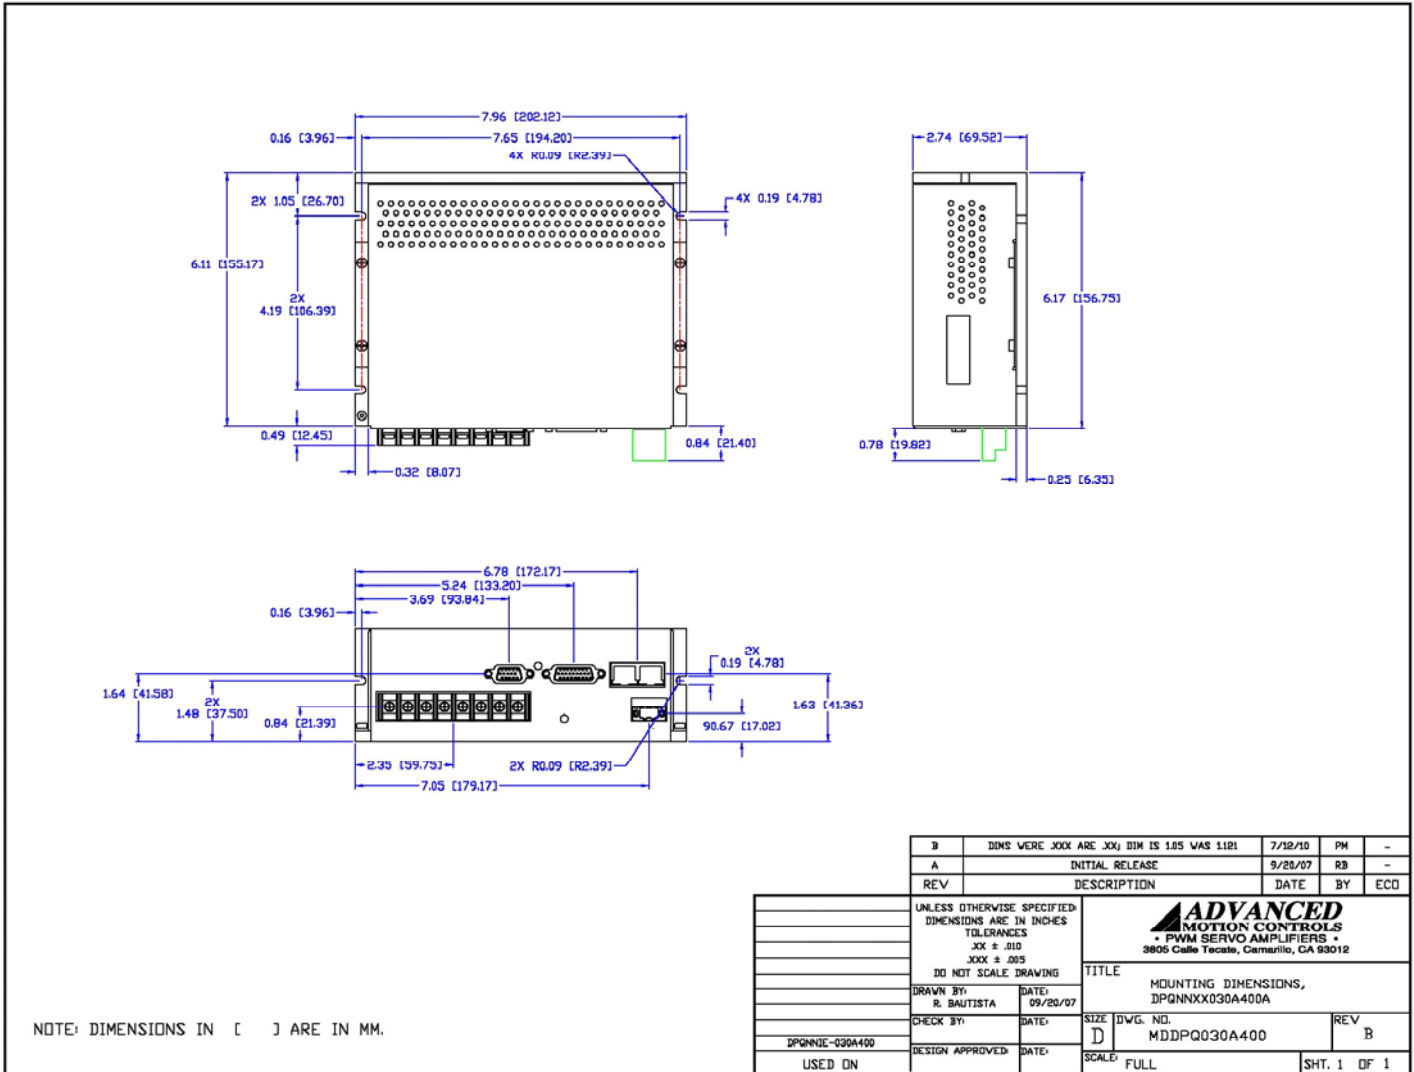 7.96 [202.12]
0.16 [3.96]
7.65 [194.20]
4X R0.09 [R2.39]
2X 1.05 [26.70]
4X 0.19 [4.78]
6.11 [155.17]
2X
4.19 [106.39]
0.49 [12.45]
0.84 [21.40]
0.32 [8.07]
2.74 [69.52]
6.17 [156.75]
0.78 [19.82]
0.25 [6.35]
6.78 [172.17]
5.24 [133.20]
3.69 [93.84]
0.16 [3.96]
2X
0.19 [4.78]
1.64 [41.58]
2X
1.48 [37.50]
0.84 [21.39]
1.63 [41.36]
90.67 [17.02]
2.35 [59.75]
2X R0.09 [R2.39]
7.05 [179.17]
B DIMS WERE .XXX ARE .XX; DIM IS 1.05 WAS 1.121 7/12/10 PM -
A INITIAL RELEASE 9/20/07 RB -
REV DESCRIPTION DATE BY ECO
UNLESS OTHERWISE SPECIFIED:
DIMENSIONS ARE IN INCHES
TOLERANCES
.XX ± .010
.XXX ± .005
DO NOT SCALE DRAWING
ADVANCED
MOTION CONTROLS
• PWM SERVO AMPLIFIERS •
3805 Calle Tecate, Camarillo, CA 93012
TITLE
MOUNTING DIMENSIONS,
DPQNNXX030A400A
DRAWN BY: DATE:
R. BAUTISTA 09/20/07
CHECK BY: DATE:
SIZE DWG. NO. REV
D MDDPQ030A400 B
DPQNNIE-030A400
DESIGN APPROVED: DATE:
USED ON
SCALE: FULL SHT. 1 OF 1
NOTE: DIMENSIONS IN [ ] ARE IN MM.